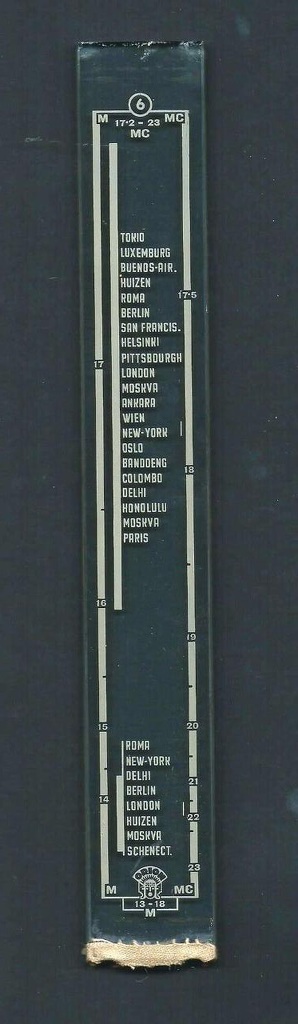 6
M 17·2 - 23 MC
MC
TOKIO
LUXEMBURG
BUENOS-AIR.
HUIZEN
17·5
ROMA
BERLIN
SAN FRANCIS.
HELSINKI
PITTSBOURGH
17
LONDON
MOSKVA
ANKARA
WIEN
NEW-YORK
OSLO
BANDOENG
18
COLOMBO
DELHI
HONOLULU
MOSKVA
PARIS
16
19
15
20
ROMA
NEW-YORK
DELHI
21
BERLIN
14
LONDON
22
HUIZEN
MOSKVA
SCHENECT.
23
M MC
13 - 18
M